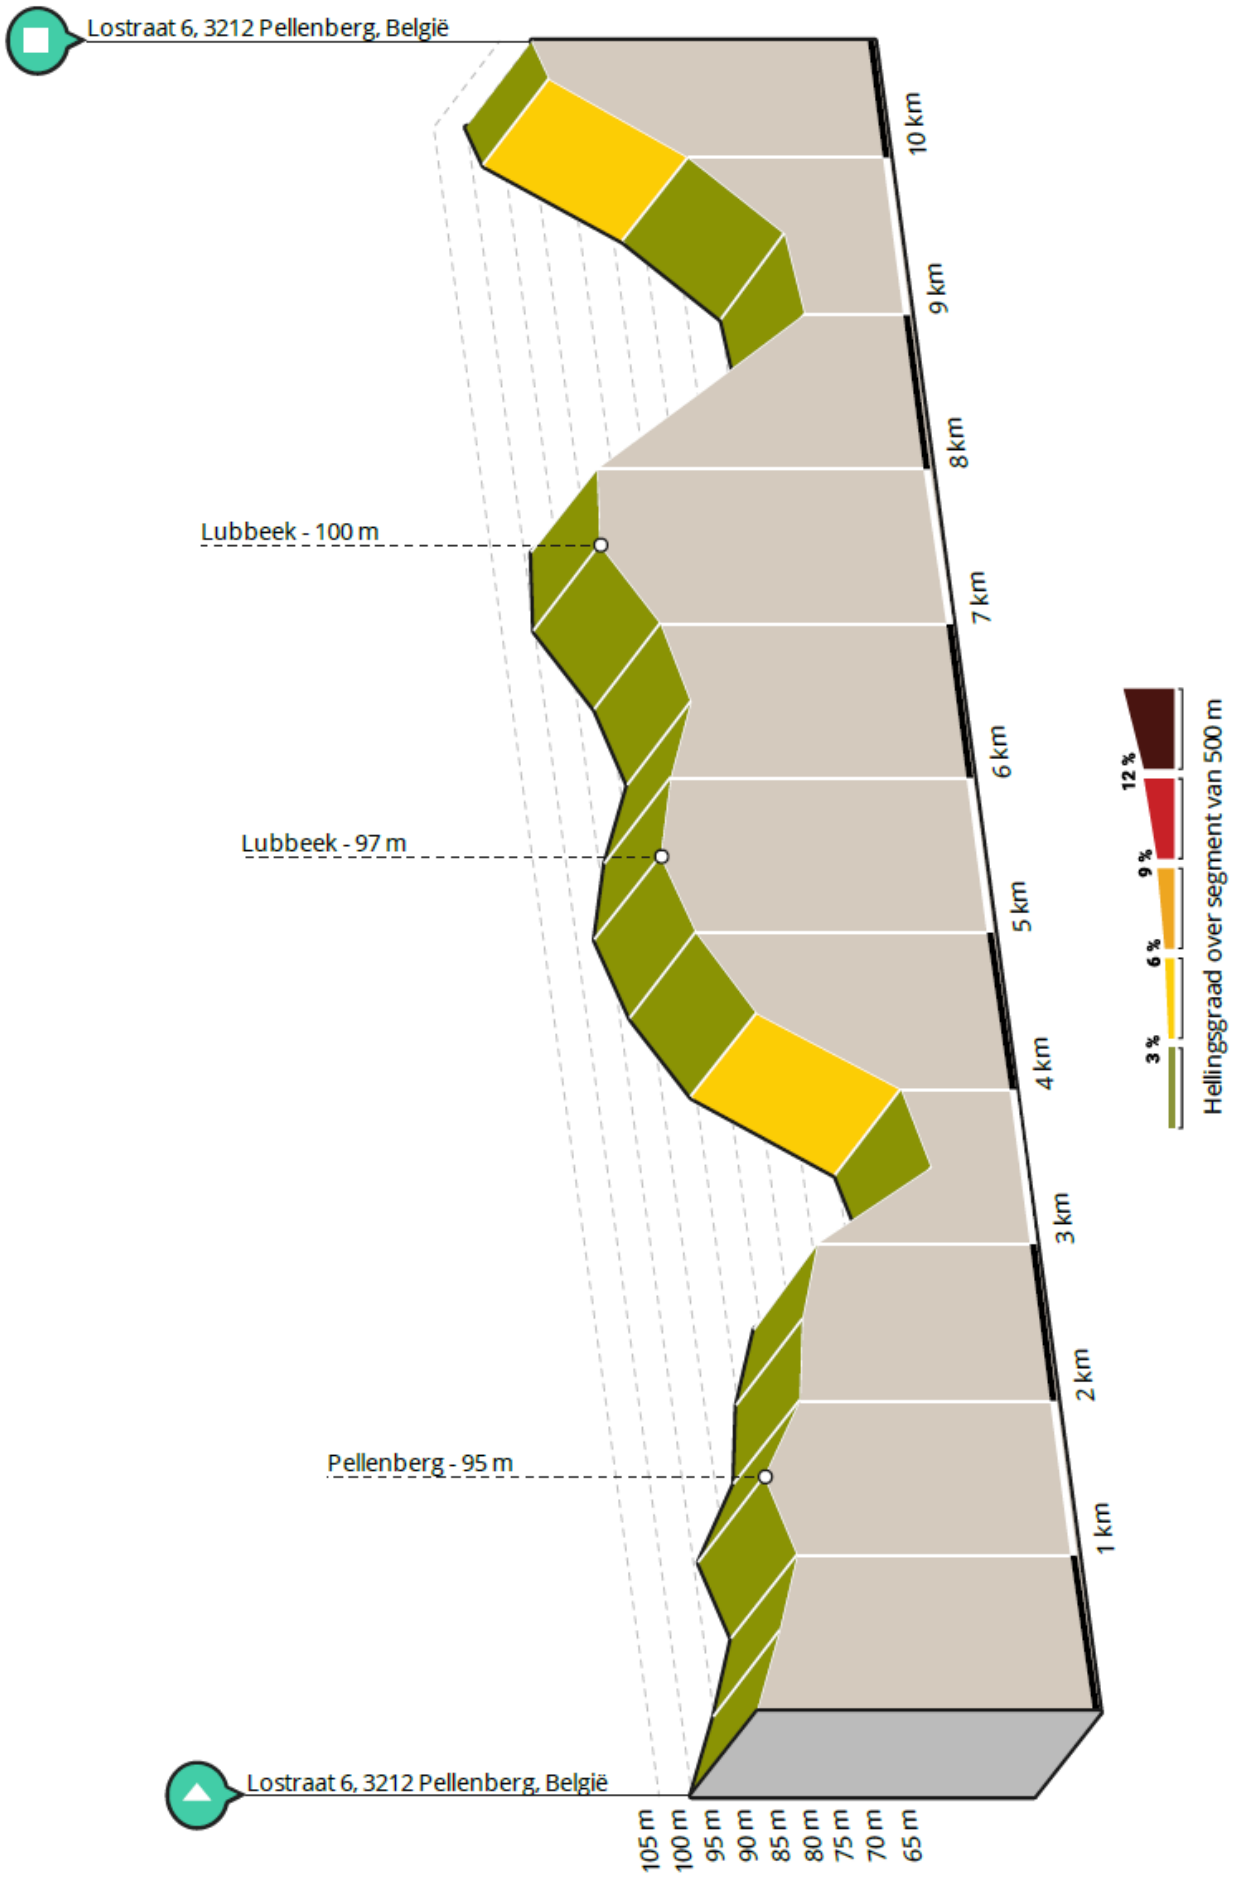 Lostraat 6, 3212 Pellenberg, België
10 km
9 km
8 km
Lubbeek - 100 m
7 km
6 km
12 %
9 %
6 %
3 %
Hellingsgraad over segment van 500 m
Lubbeek - 97 m
5 km
4 km
3 km
2 km
Pellenberg - 95 m
1 km
Lostraat 6, 3212 Pellenberg, België
105 m
100 m
95 m
90 m
85 m
80 m
75 m
70 m
65 m